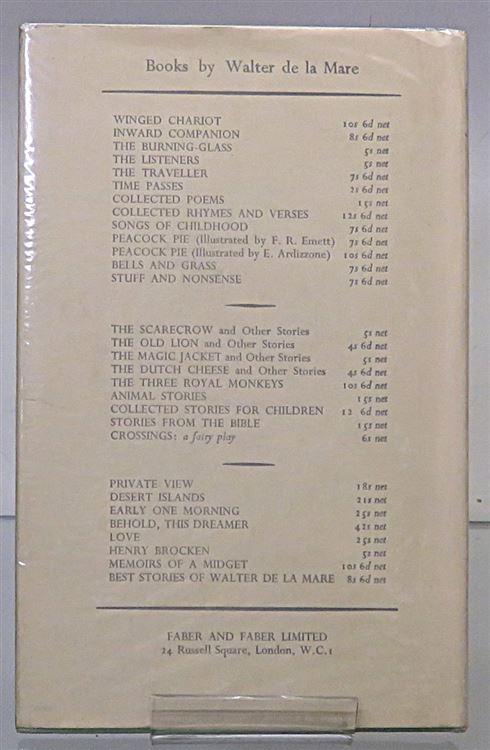 Books by Walter de la Mare
WINGED CHARIOT 10s 6d net
INWARD COMPANION 8s 6d net
THE BURNING-GLASS 5s net
THE LISTENERS 5s net
THE TRAVELLER 7s 6d net
TIME PASSES 2s 6d net
COLLECTED POEMS 15s net
COLLECTED RHYMES AND VERSES 12s 6d net
SONGS OF CHILDHOOD 7s 6d net
PEACOCK PIE (Illustrated by F. R. Emett) 7s 6d net
PEACOCK PIE (Illustrated by E. Ardizzone) 10s 6d net
BELLS AND GRASS 7s 6d net
STUFF AND NONSENSE 7s 6d net
THE SCARECROW and Other Stories 5s net
THE OLD LION and Other Stories 4s 6d net
THE MAGIC JACKET and Other Stories 5s net
THE DUTCH CHEESE and Other Stories 4s 6d net
THE THREE ROYAL MONKEYS 10s 6d net
ANIMAL STORIES 15s net
COLLECTED STORIES FOR CHILDREN 12 6d net
STORIES FROM THE BIBLE 15s net
CROSSINGS: a fairy play 6s net
PRIVATE VIEW 18s net
DESERT ISLANDS 21s net
EARLY ONE MORNING 25s net
BEHOLD, THIS DREAMER 42s net
LOVE 25s net
HENRY BROCKEN 5s net
MEMOIRS OF A MIDGET 10s 6d net
BEST STORIES OF WALTER DE LA MARE 8s 6d net
FABER AND FABER LIMITED
24 Russell Square, London, W.C.1